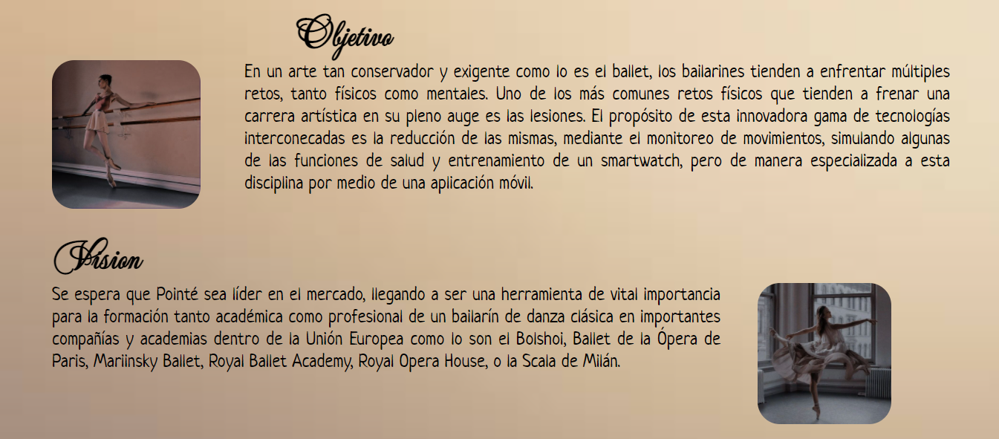 Objetivo
En un arte tan conservador y exigente como lo es el ballet, los bailarines tienden a enfrentar múltiples
retos, tanto físicos como mentales. Uno de los más comunes retos físicos que tienden a frenar una
carrera artística en su pleno auge es las lesiones. El propósito de esta innovadora gama de tecnologías
interconecadas es la reducción de las mismas, mediante el monitoreo de movimientos, simulando algunas
de las funciones de salud y entrenamiento de un smartwatch, pero de manera especializada a esta
disciplina por medio de una aplicación móvil.
Vision
Se espera que Pointé sea líder en el mercado, llegando a ser una herramienta de vital importancia
para la formación tanto académica como profesional de un bailarín de danza clásica en importantes
compañías y academias dentro de la Unión Europea como lo son el Bolshoi, Ballet de la Ópera de
Paris, Mariinsky Ballet, Royal Ballet Academy, Royal Opera House, o la Scala de Milán.